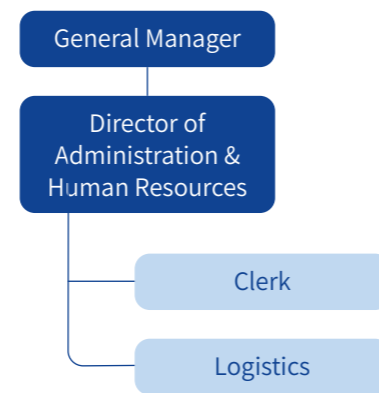 General Manager
Director of
Administration &
Human Resources
Clerk
Logistics